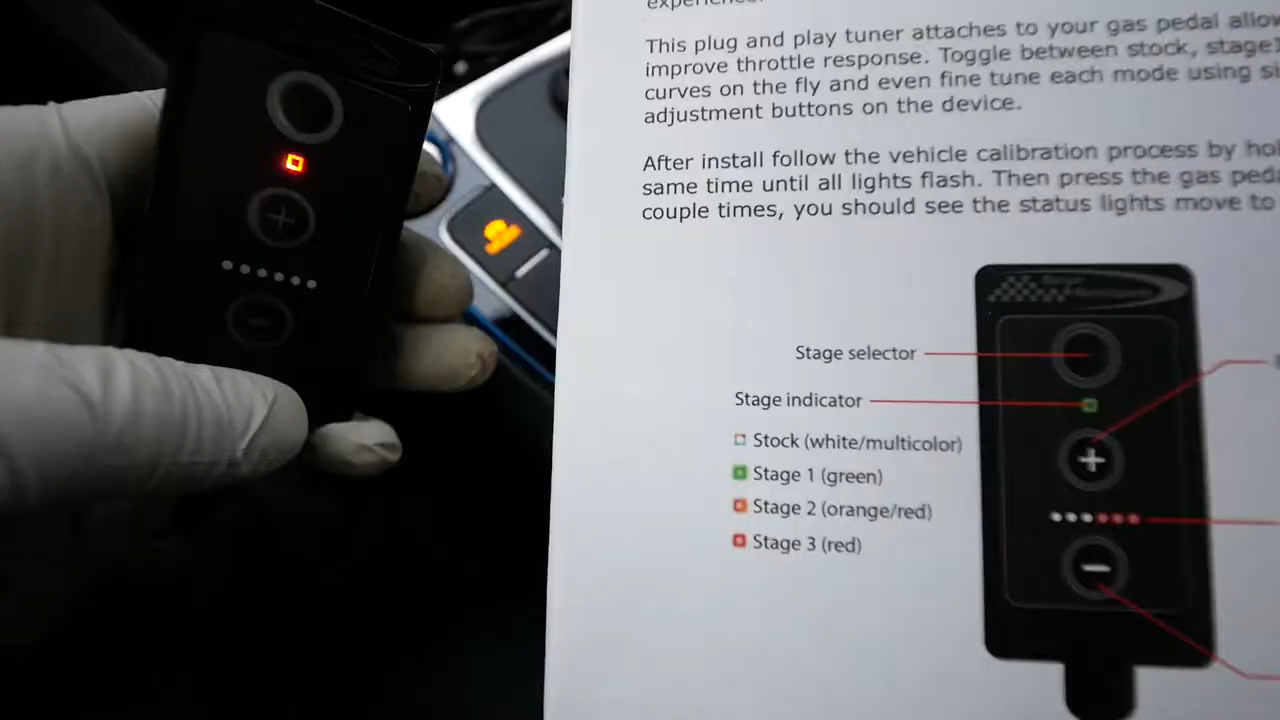 experience.
This plug and play tuner attaches to your gas pedal
improve throttle response. Toggle between stock, stage1
curves on the fly and even fine tune each mode using
adjustment buttons on the device.
After install follow the vehicle calibration process by
same time until all lights flash. Then press the gas
couple times, you should see the status lights move to
Stage selector
Stage indicator
Stock (white/multicolor)
Stage 1 (green)
Stage 2 (orange/red)
Stage 3 (red)
+
-
+
-